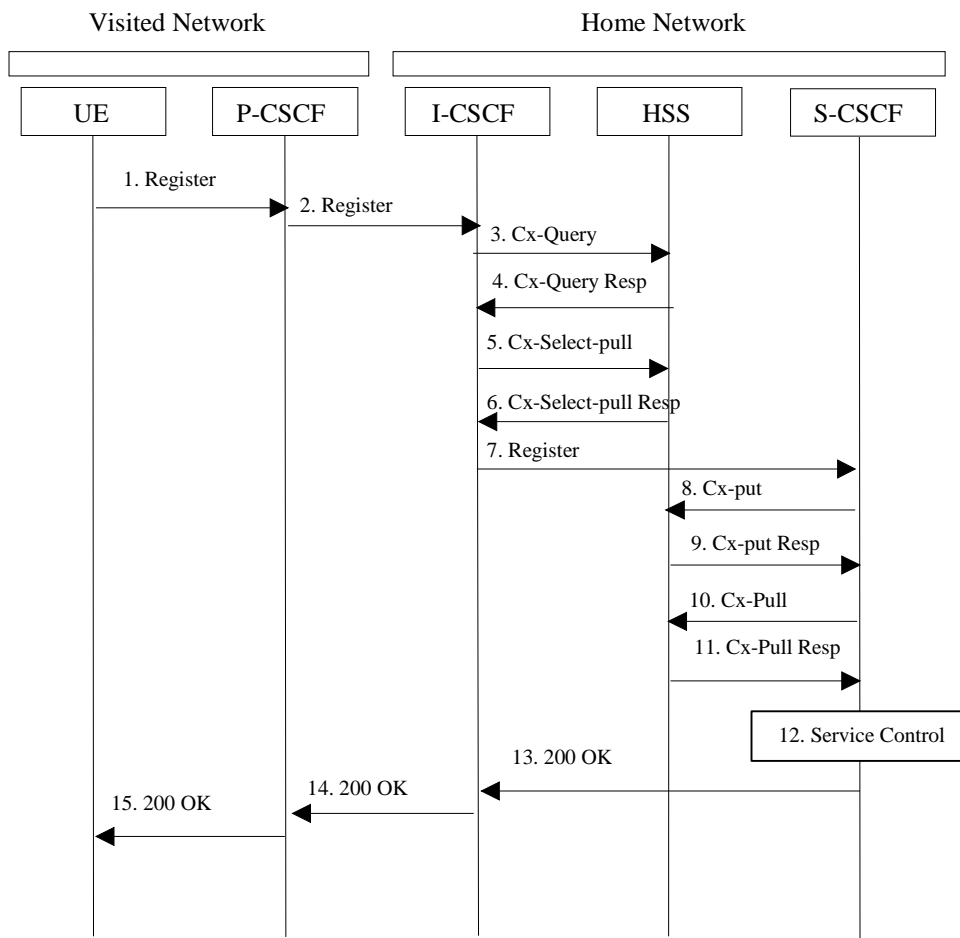 Visited Network
Home Network
UE
P-CSCF
I-CSCF
HSS
S-CSCF
1. Register
2. Register
3. Cx-Query
4. Cx-Query Resp
5. Cx-Select-pull
6. Cx-Select-pull Resp
7. Register
8. Cx-put
9. Cx-put Resp
10. Cx-Pull
11. Cx-Pull Resp
12. Service Control
13. 200 OK
14. 200 OK
15. 200 OK